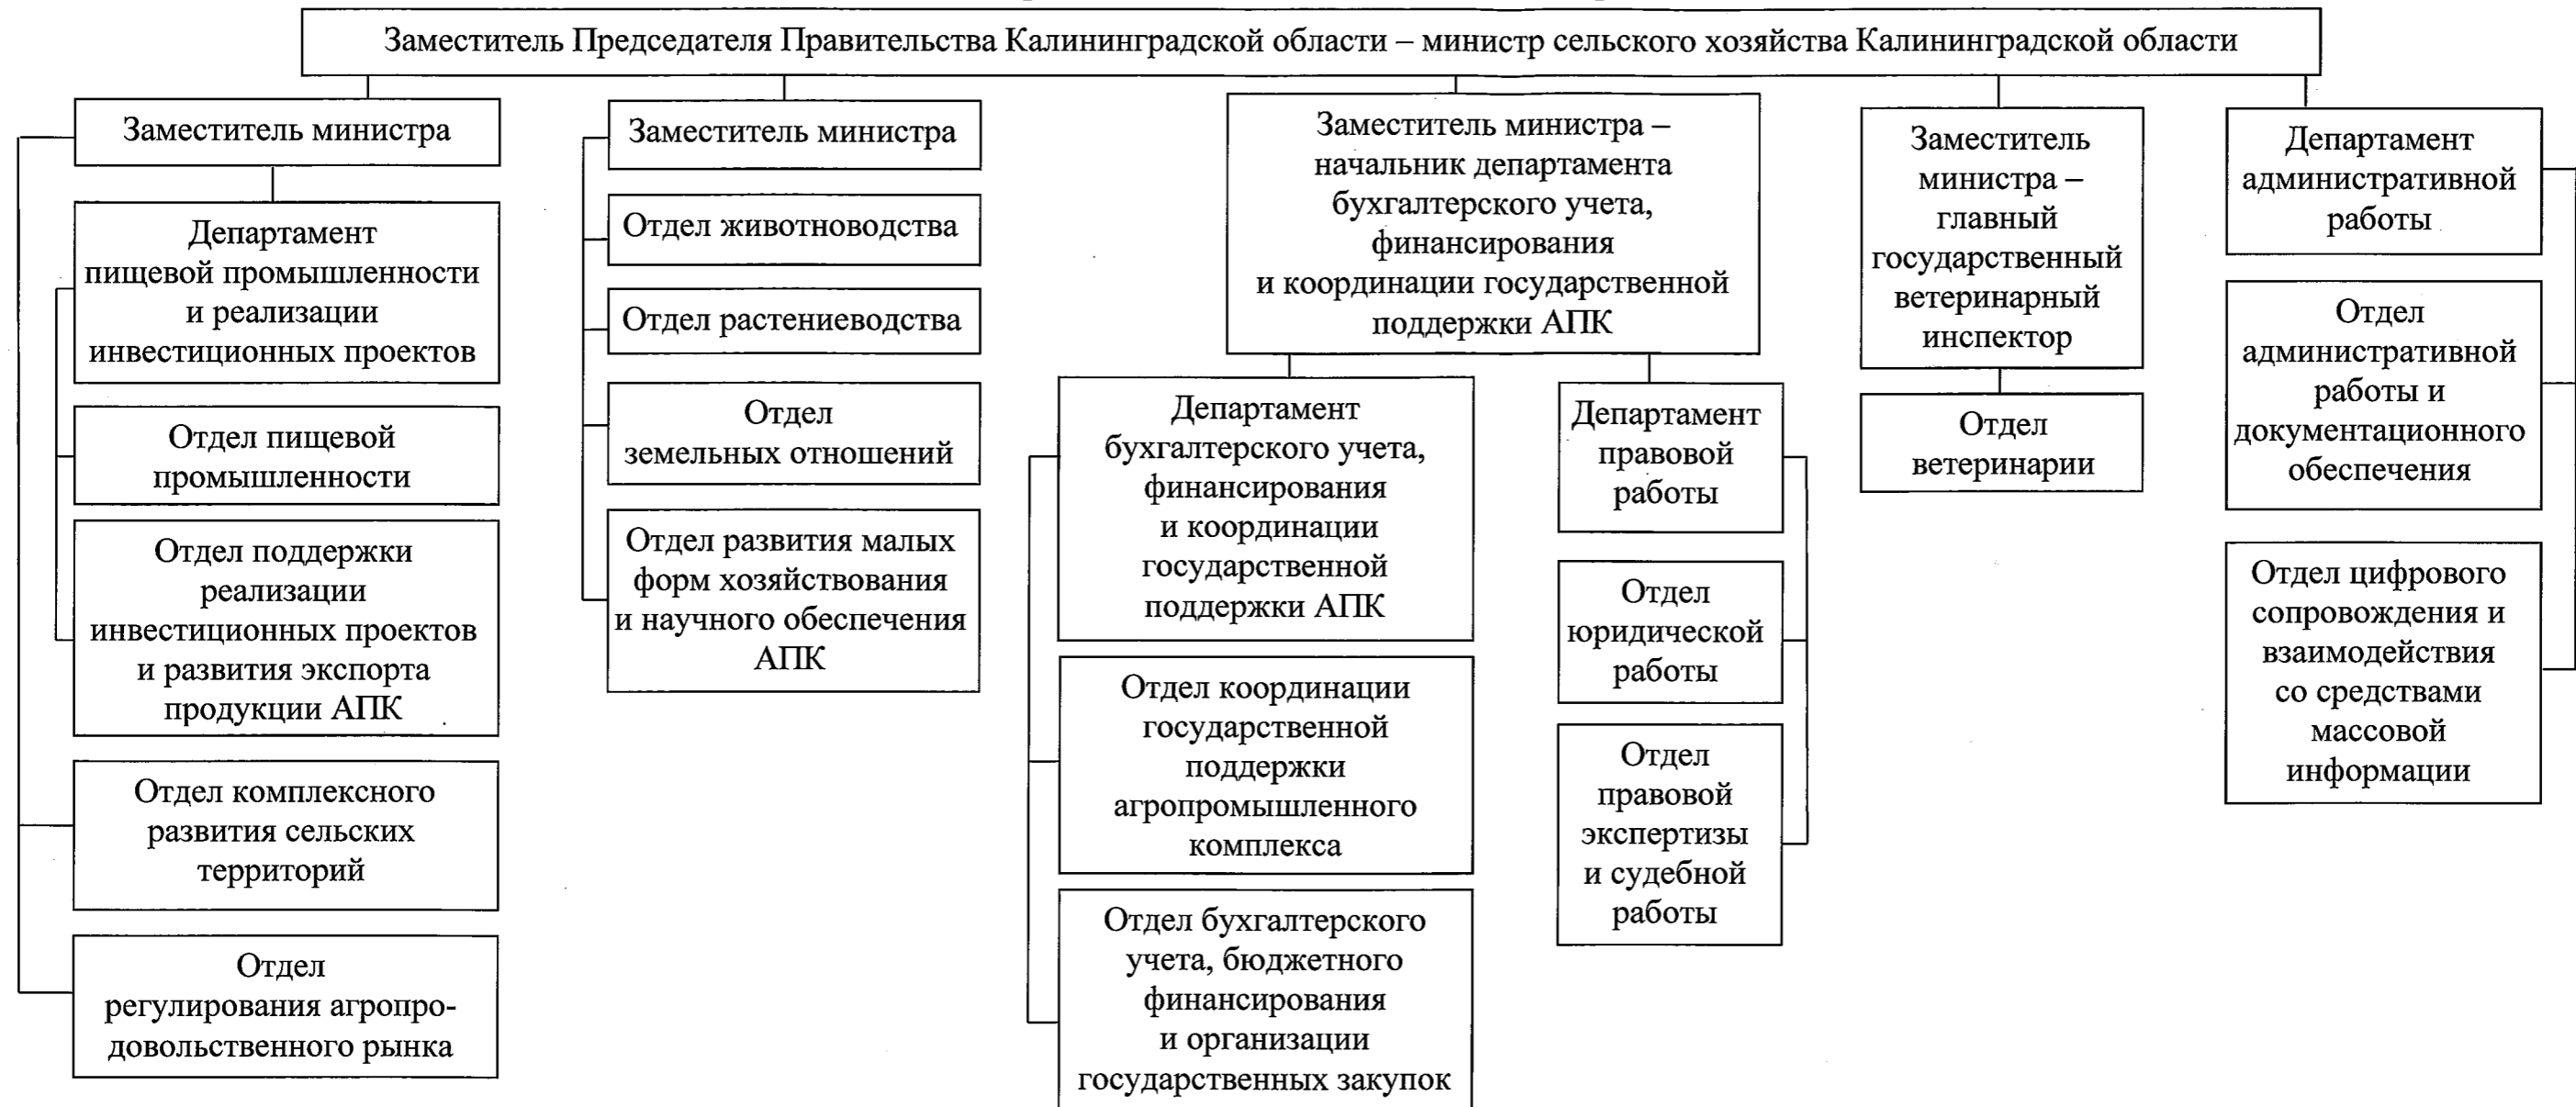 Заместитель Председателя Правительства Калининградской области – министр сельского хозяйства Калининградской области
Заместитель министра
Департамент
пищевой промышленности
и реализации
инвестиционных проектов
Отдел пищевой
промышленности
Отдел поддержки
реализации
инвестиционных проектов
и развития экспорта
продукции АПК
Отдел комплексного
развития сельских
территорий
Отдел
регулирования агропро-
довольственного рынка
Заместитель министра
Отдел животноводства
Отдел растениеводства
Отдел
земельных отношений
Отдел развития малых
форм хозяйствования
и научного обеспечения
АПК
Заместитель министра –
начальник департамента
бухгалтерского учета,
финансирования
и координации государственной
поддержки АПК
Департамент
бухгалтерского учета,
финансирования
и координации
государственной
поддержки АПК
Отдел координации
государственной
поддержки
агропромышленного
комплекса
Отдел бухгалтерского
учета, бюджетного
финансирования
и организации
государственных закупок
Департамент
правовой
работы
Отдел
юридической
работы
Отдел
правовой
экспертизы
и судебной
работы
Заместитель
министра –
главный
государственный
ветеринарный
инспектор
Отдел
ветеринарии
Департамент
административной
работы
Отдел
административной
работы и
документационного
обеспечения
Отдел цифрового
сопровождения и
взаимодействия
со средствами
массовой
информации